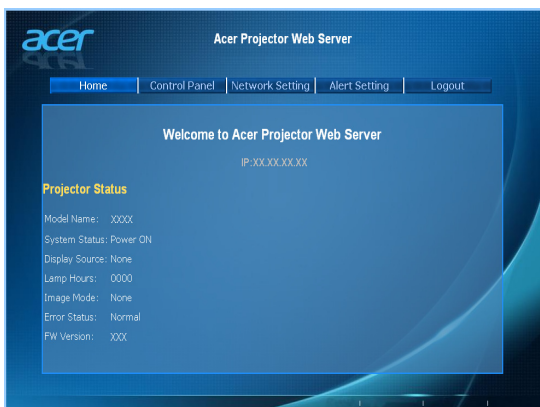 acer
Acer Projector Web Server
Home Control Panel Network Setting Alert Setting Logout
Welcome to Acer Projector Web Server
IP:XX.XX.XX.XX
Projector Status
Model Name: XXXX
System Status: Power ON
Display Source: None
Lamp Hours: 0000
Image Mode: None
Error Status: Normal
FW Version: XXX